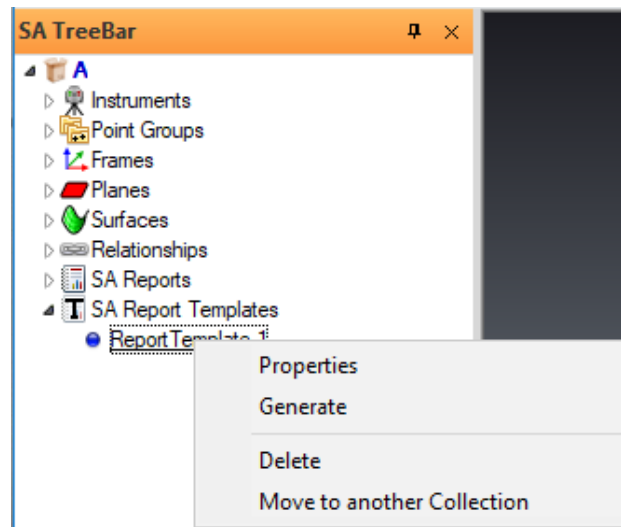 SA TreeBar
A
Instruments
Point Groups
Frames
Planes
Surfaces
Relationships
SA Reports
SA Report Templates
ReportTemplate 1
Properties
Generate
Delete
Move to another Collection